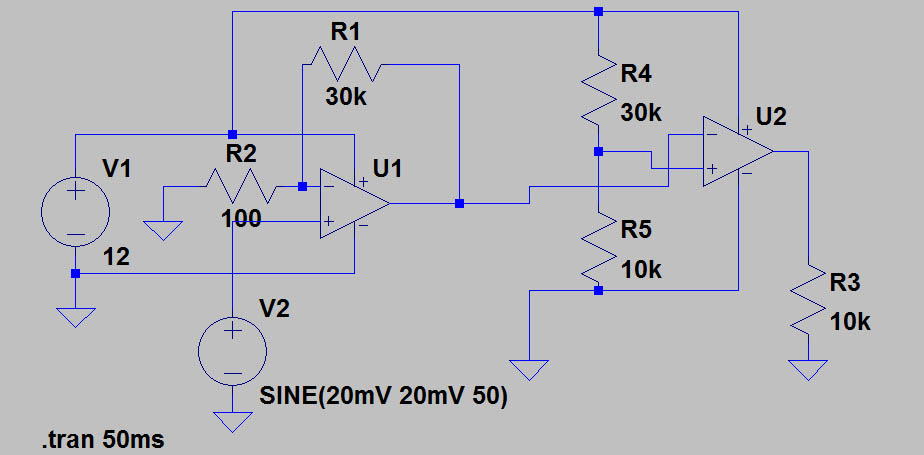 R1
30k
R4
30k
U2
V1
12
R2
100
U1
R5
10k
V2
SINE(20mV 20mV 50)
R3
10k
.tran 50ms